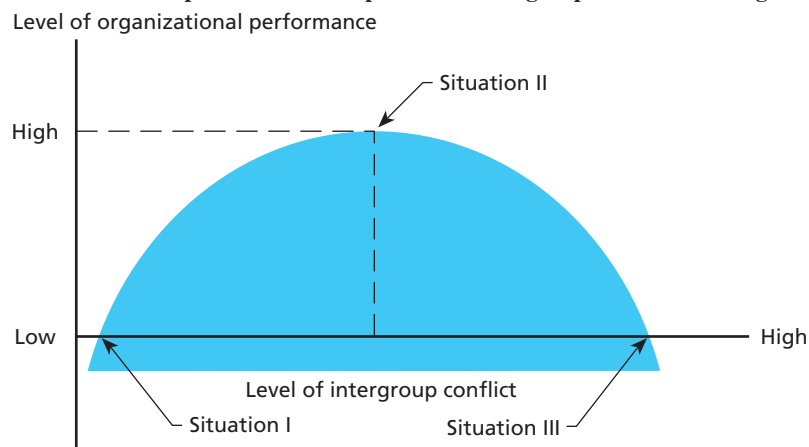 Level of organizational performance
Situation II
High
Low
High
Level of intergroup conflict
Situation I
Situation III